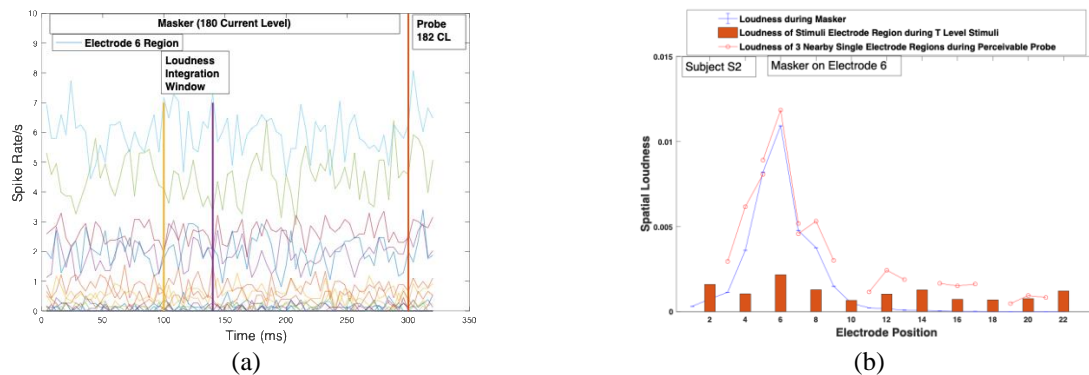 Masker (180 Current Level)
Probe
182 CL
Electrode 6 Region
Loudness
Integration
Window
10
9
8
7
6
5
4
3
2
1
0
Spike Rate/s
0 50 100 150 200 250 300 350
Time (ms)
(a)
Loudness during Masker
Loudness of Stimuli Electrode Region during T Level Stimuli
Loudness of 3 Nearby Single Electrode Regions during Perceivable Probe
Subject S2
Masker on Electrode 6
0.015
0.01
0.005
0
Spatial Loudness
2 4 6 8 10 12 14 16 18 20 22
Electrode Position
(b)